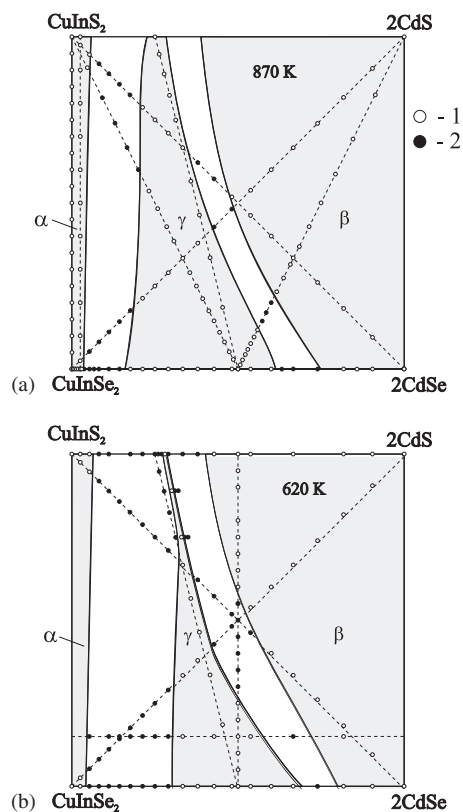 CuInS₂ 2CdS
870 K
- 1
- 2
α γ β
(a)
CuInSe₂ 2CdSe
CuInS₂ 2CdS
620 K
α γ β
(b)
CuInSe₂ 2CdSe